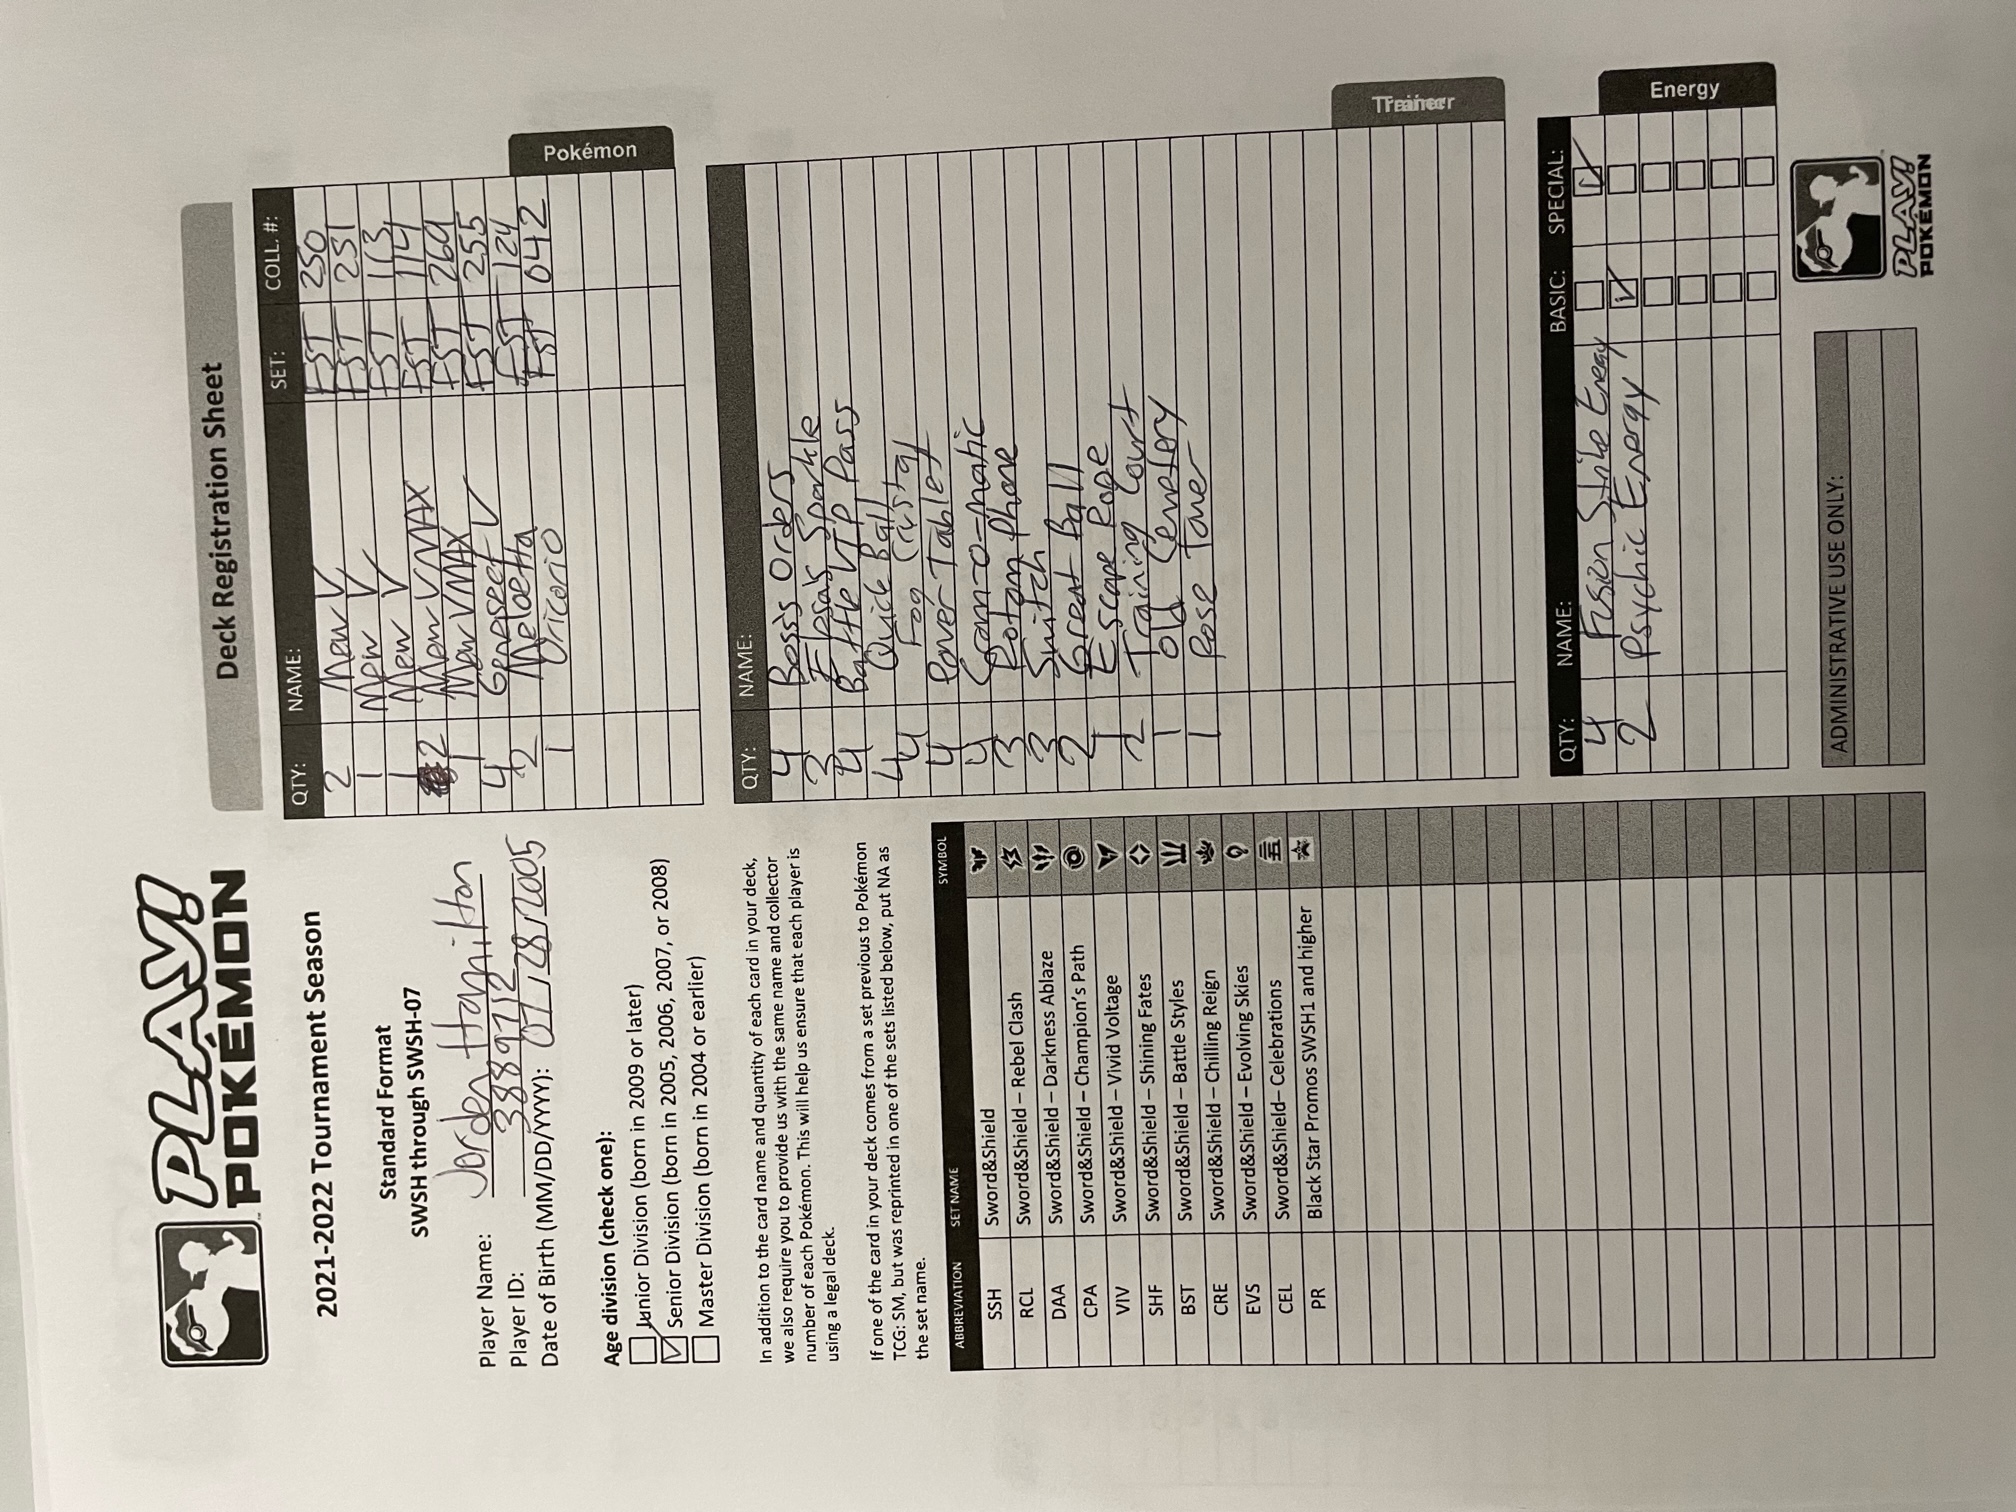 PLAY!
POKÉMON
2021-2022 Tournament Season
Standard Format
SWSH through SWSH-07
Player Name: Jorden Hamilton
Player ID: 3889712
Date of Birth (MM/DD/YYYY): 07/28/2005
Age division (check one):
Junior Division (born in 2009 or later)
Senior Division (born in 2005, 2006, 2007, or 2008)
Master Division (born in 2004 or earlier)
In addition to the card name and quantity of each card in your deck,
we also require you to provide us with the same name and collector
number of each Pokémon. This will help us ensure that each player is
using a legal deck.
If one of the card in your deck comes from a set previous to Pokémon
TCG: SM, but was reprinted in one of the sets listed below, put NA as
the set name.
ABBREVIATION SET NAME SYMBOL
SSH Sword&Shield
RCL Sword&Shield – Rebel Clash
DAA Sword&Shield – Darkness Ablaze
CPA Sword&Shield – Champion's Path
VIV Sword&Shield – Vivid Voltage
SHF Sword&Shield – Shining Fates
BST Sword&Shield – Battle Styles
CRE Sword&Shield – Chilling Reign
EVS Sword&Shield – Evolving Skies
CEL Sword&Shield– Celebrations
PR Black Star Promos SWSH1 and higher
Deck Registration Sheet
QTY: NAME: SET: COLL. #:
2 Mew V FST 250
1 Mew V FST 251
1 Mew V FST 113
2 Mew VMAX FST 114
1 Mew VMAX FST 269
4 Genesect V FST 255
2 Meloetta FST 124
1 Oricorio FST 042
Pokémon
QTY: NAME:
4 Boss's Orders
3 Elesa's Sparkle
4 Battle VIP Pass
4 Quick Ball
4 Fog Crystal
4 Power Tablet
4 Cram-o-matic
3 Rotom Phone
3 Switch
2 Great Ball
1 Escape Rope
2 Training Court
1 Old Cemetery
1 Rose Tower
Trainer
QTY: NAME: BASIC: SPECIAL:
4 Fusion Strike Energy
2 Psychic Energy
Energy
ADMINISTRATIVE USE ONLY:
PLAY!
POKÉMON